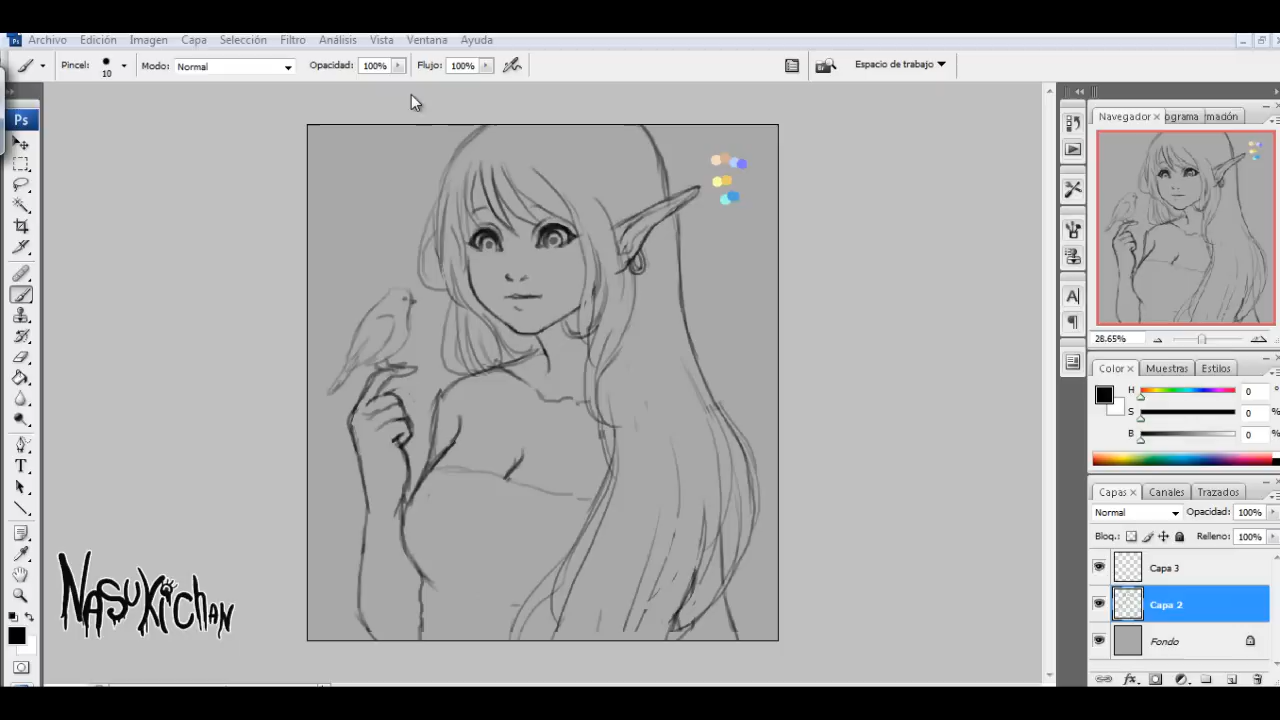 Archivo Edición Imagen Capa Selección Filtro Análisis Vista Ventana Ayuda
Pincel: 10 Modo: Normal Opacidad: 100% Flujo: 100% Espacio de trabajo
Ps
Navegador ograma rmación
28.65%
Color Muestras Estilos
H 0
S 0 %
B 0 %
Capas Canales Trazados
Normal Opacidad: 100%
Bloq.: Relleno: 100%
Capa 3
Capa 2
Fondo
NASUKiChAN